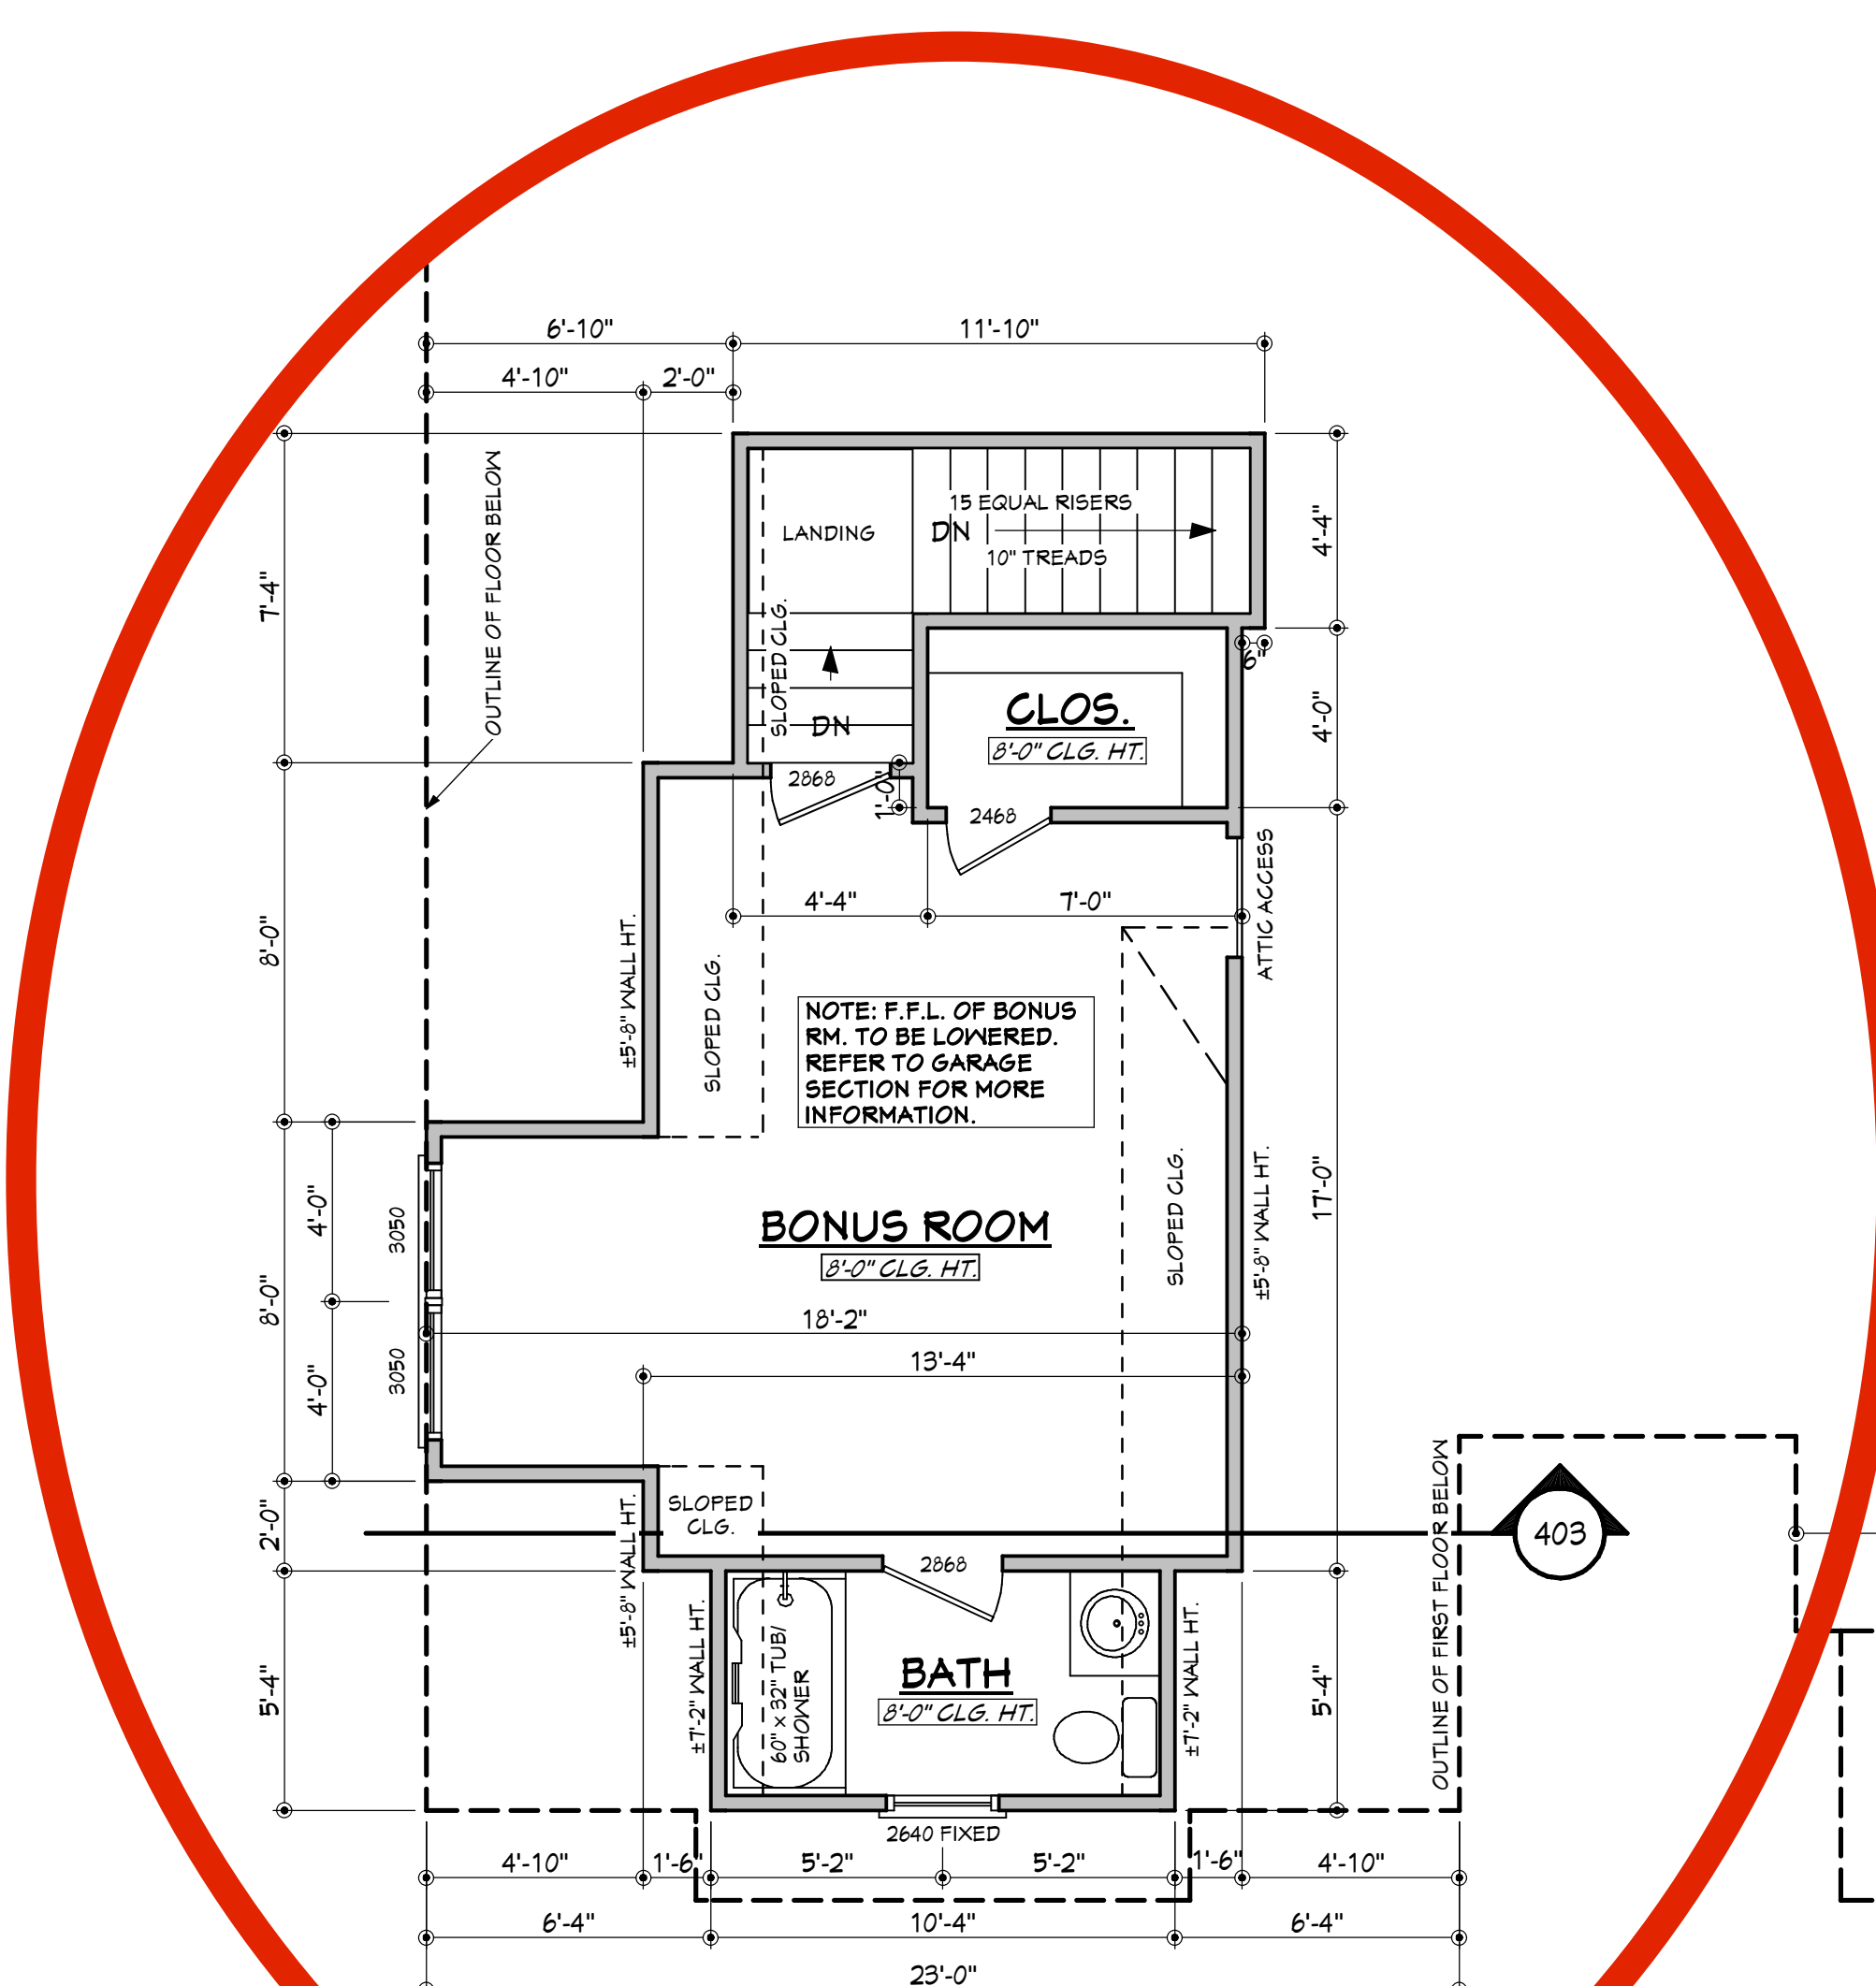 6'-10"
11'-10"
4'-10"
2'-0"
OUTLINE OF FLOOR BELOW
15 EQUAL RISERS
LANDING
DN
10" TREADS
4'-4"
7'-4"
SLOPED CLG.
DN
6"
CLOS.
8'-0" CLG. HT.
4'-0"
2868
1'-0"
2468
ATTIC ACCESS
4'-4"
7'-0"
8'-0"
±5'-8" WALL HT.
SLOPED CLG.
NOTE: F.F.L. OF BONUS
RM. TO BE LOWERED.
REFER TO GARAGE
SECTION FOR MORE
INFORMATION.
4'-0"
3050
BONUS ROOM
8'-0" CLG. HT.
SLOPED CLG.
±5'-8" WALL HT.
17'-0"
8'-0"
18'-2"
13'-4"
4'-0"
3050
2'-0"
±5'-8" WALL HT.
SLOPED
CLG.
OUTLINE OF FIRST FLOOR BELOW
403
2868
5'-4"
±7'-2" WALL HT.
60" x 32" TUB/
SHOWER
BATH
8'-0" CLG. HT.
±7'-2" WALL HT.
5'-4"
2640 FIXED
4'-10"
1'-6"
5'-2"
5'-2"
1'-6"
4'-10"
6'-4"
10'-4"
6'-4"
23'-0"